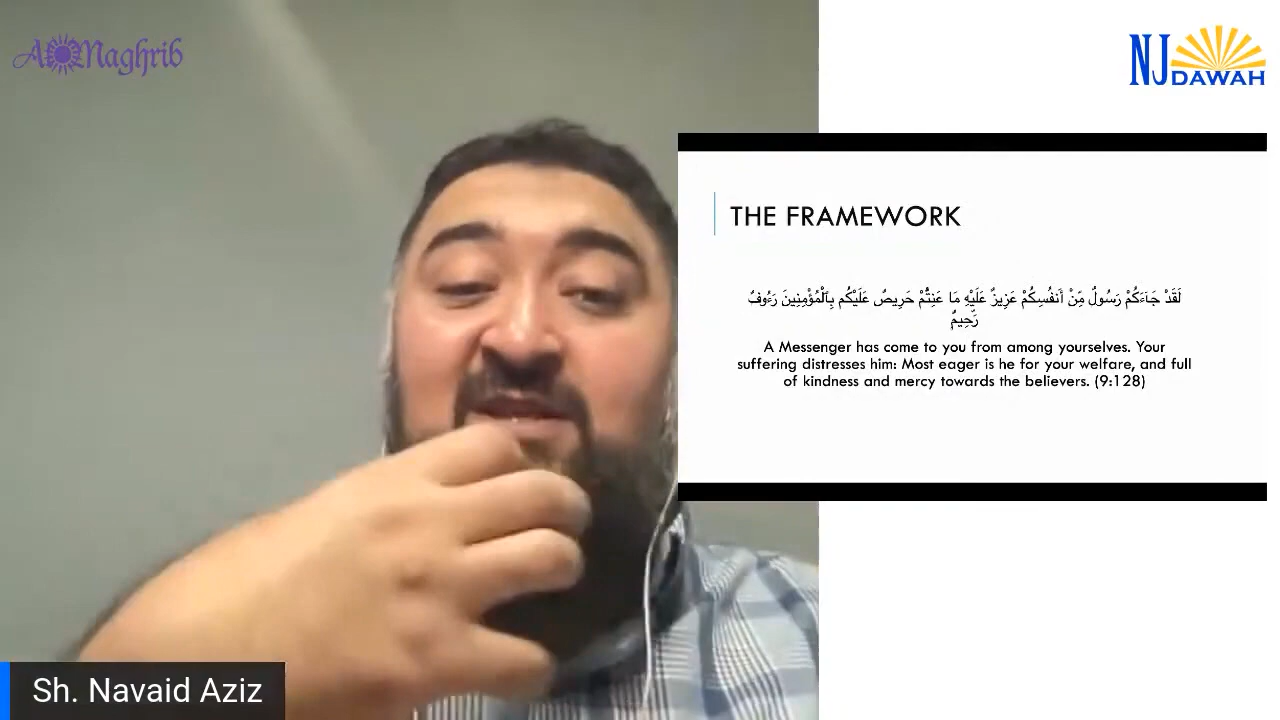 AlMaghrib
NJ
DAWAH
THE FRAMEWORK
لَقَدْ جَاءَكُمْ رَسُولٌ مِّنْ أَنفُسِكُمْ عَزِيزٌ عَلَيْهِ مَا عَنِتُّمْ حَرِيصٌ عَلَيْكُم بِٱلْمُؤْمِنِينَ رَءُوفٌ
رَّحِيمٌ
A Messenger has come to you from among yourselves. Your
suffering distresses him: Most eager is he for your welfare, and full
of kindness and mercy towards the believers. (9:128)
Sh. Navaid Aziz